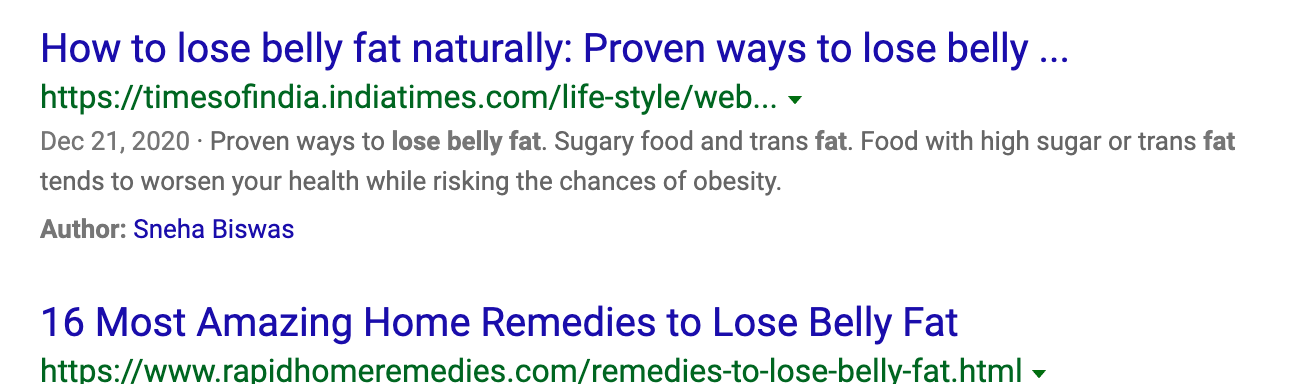 How to lose belly fat naturally: Proven ways to lose belly ...
https://timesofindia.indiatimes.com/life-style/web...
Dec 21, 2020 · Proven ways to lose belly fat. Sugary food and trans fat. Food with high sugar or trans fat
tends to worsen your health while risking the chances of obesity.
Author: Sneha Biswas
16 Most Amazing Home Remedies to Lose Belly Fat
https://www.rapidhomeremedies.com/remedies-to-lose-belly-fat.html